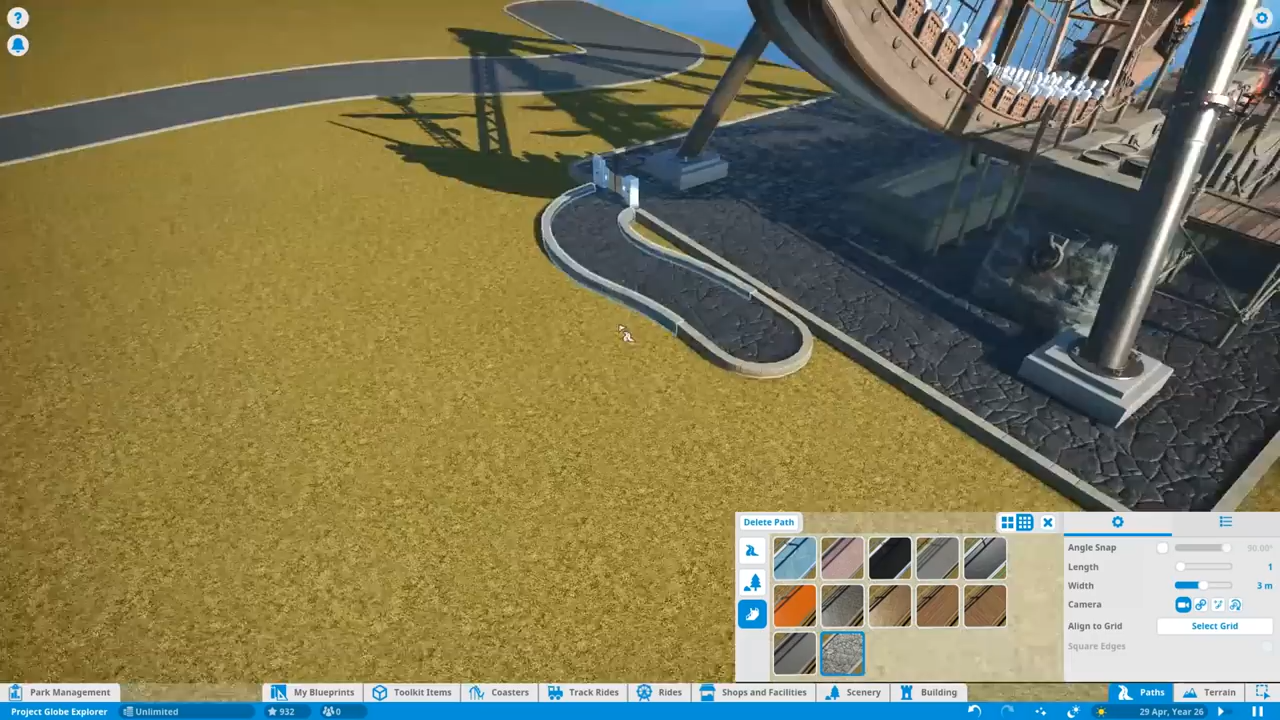 ?
Delete Path
Angle Snap
90.00°
Length
1
Width
3 m
Camera
Align to Grid
Select Grid
Square Edges
Park Management
My Blueprints
Toolkit Items
Coasters
Track Rides
Rides
Shops and Facilities
Scenery
Building
Paths
Terrain
Project Globe Explorer
Unlimited
932
0
29 Apr, Year 26